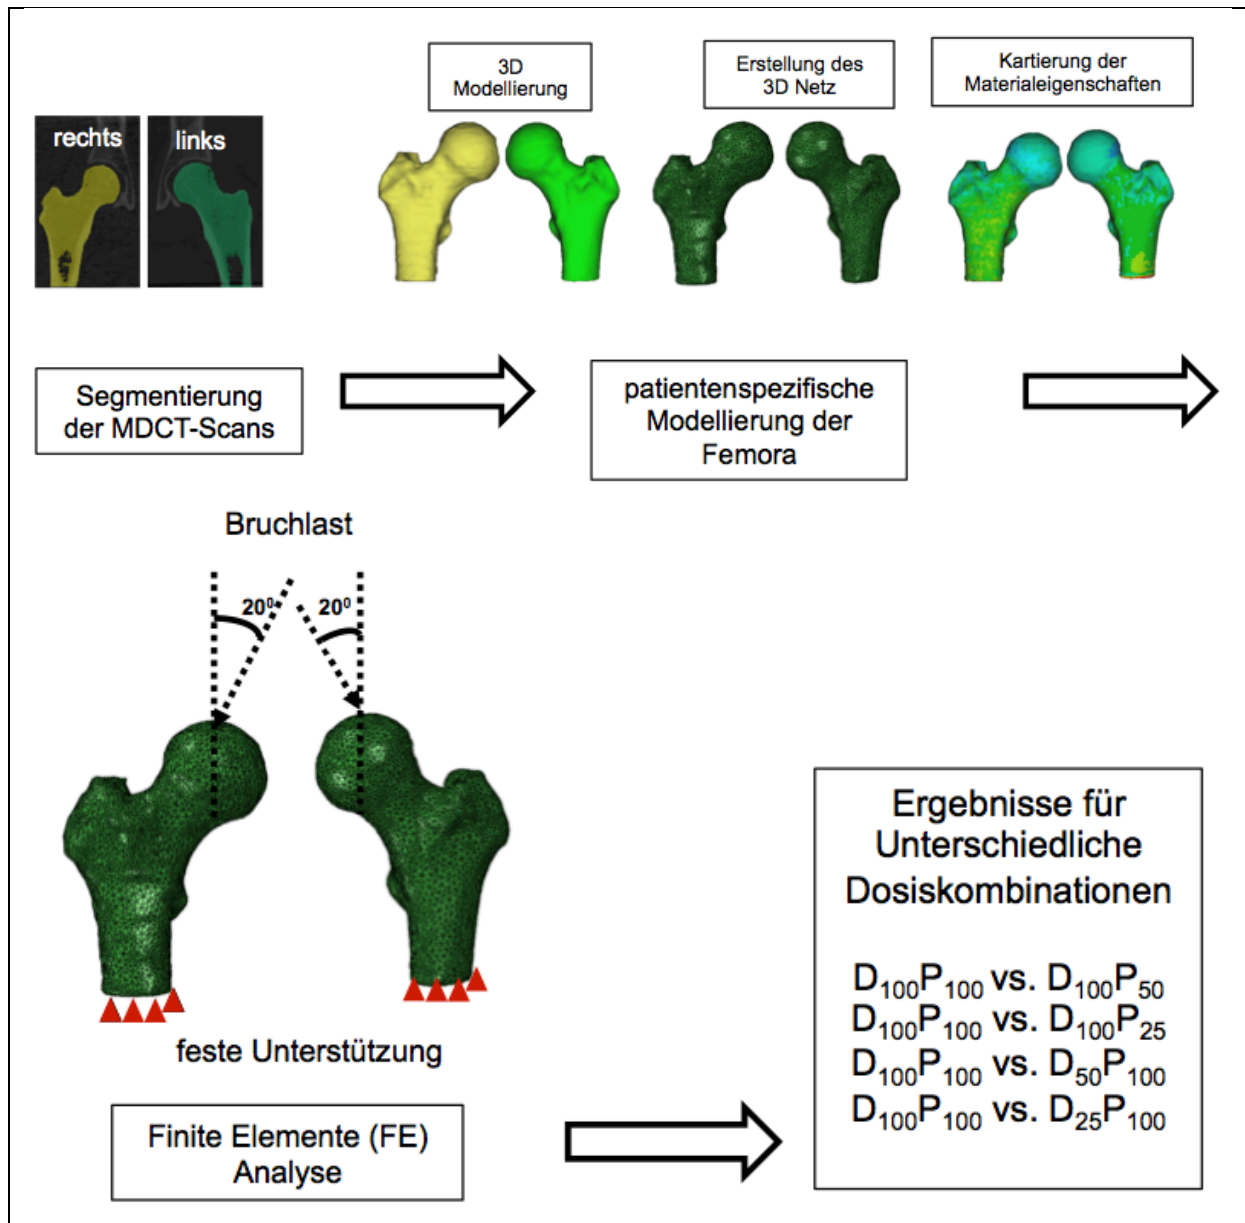 3D
Modellierung
Erstellung des
3D Netz
Kartierung der
Materialeigenschaften
rechts
links
Segmentierung
der MDCT-Scans
patientenspezifische
Modellierung der
Femora
Bruchlast
20⁰
20⁰
feste Unterstützung
Finite Elemente (FE)
Analyse
Ergebnisse für
Unterschiedliche
Dosiskombinationen
D₁₀₀P₁₀₀ vs. D₁₀₀P₅₀
D₁₀₀P₁₀₀ vs. D₁₀₀P₂₅
D₁₀₀P₁₀₀ vs. D₅₀P₁₀₀
D₁₀₀P₁₀₀ vs. D₂₅P₁₀₀